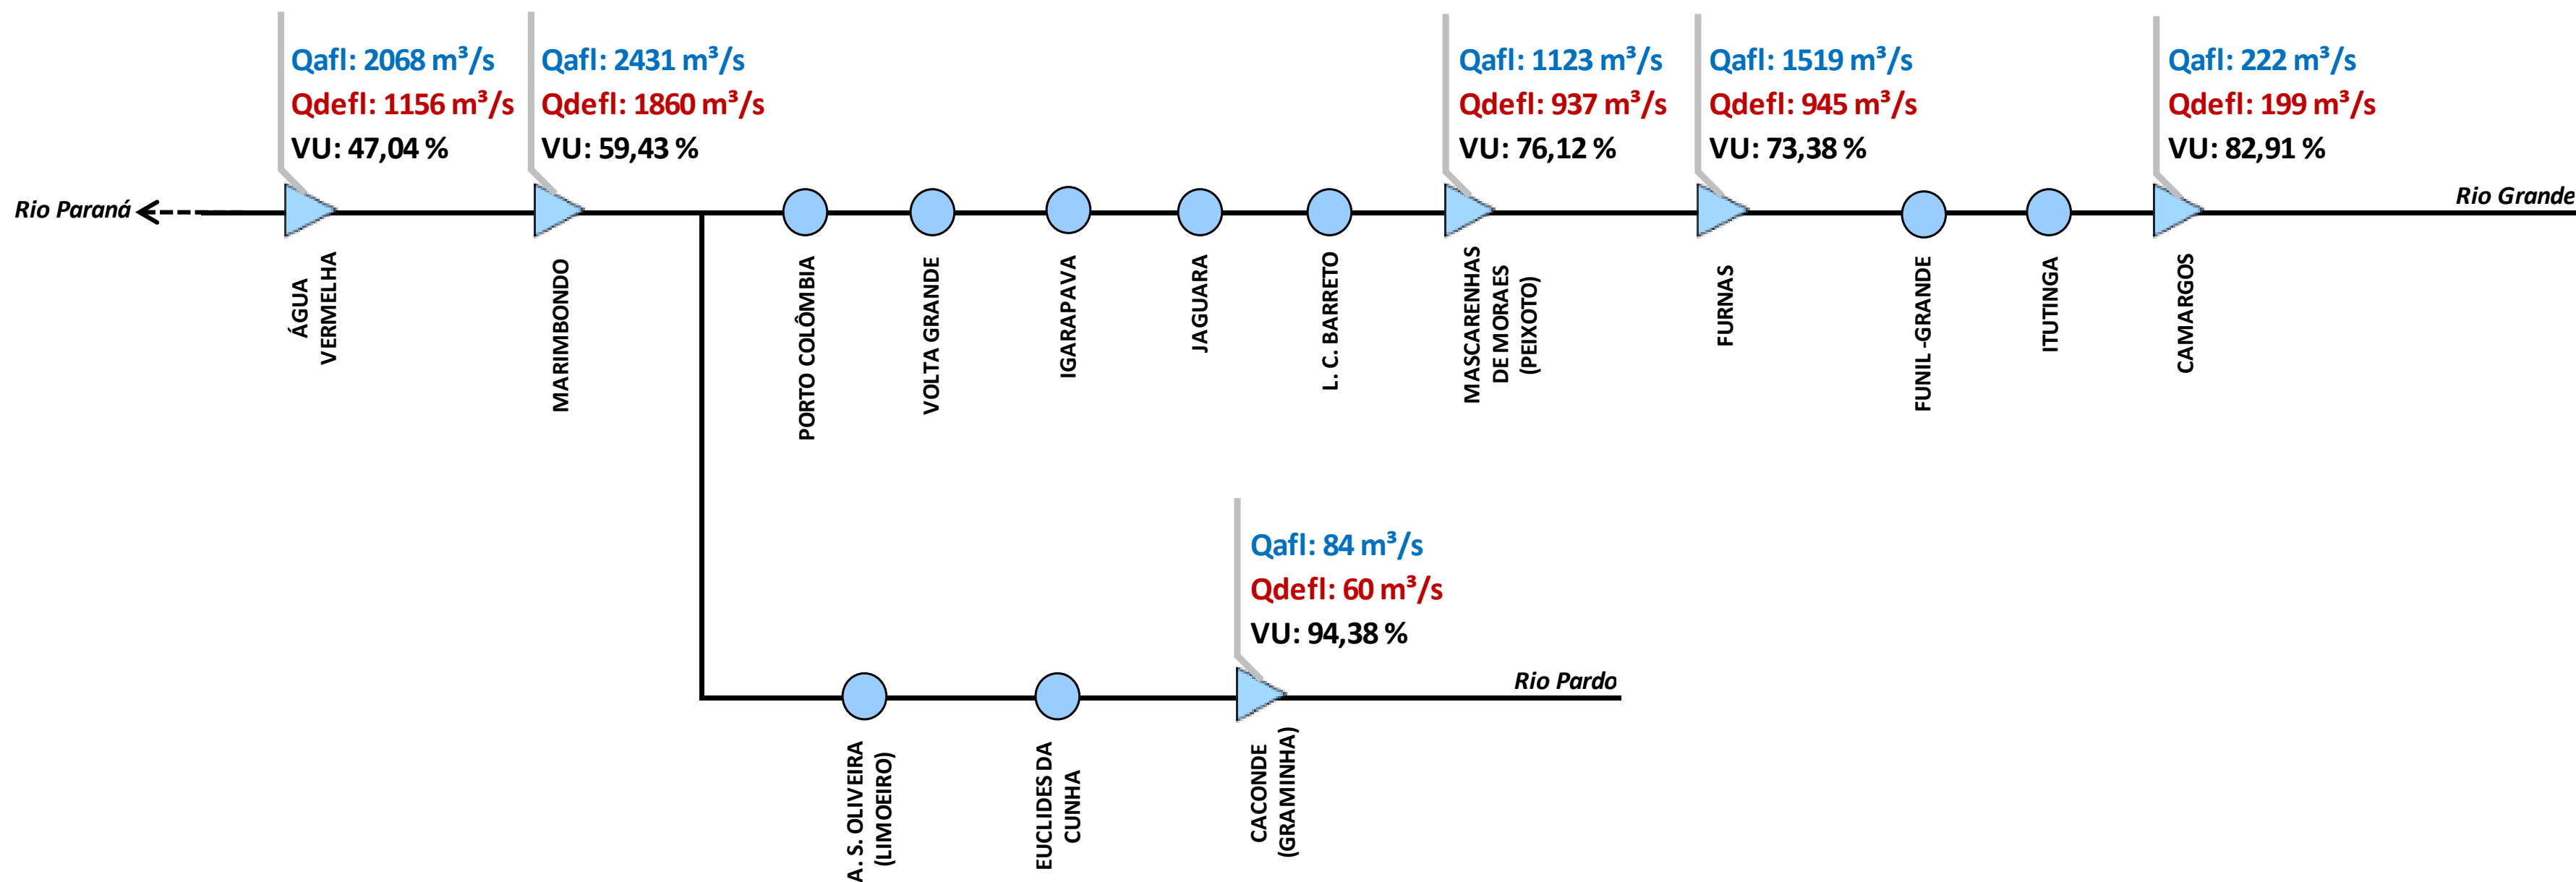 Qafl: 2068 m³/s
Qdefl: 1156 m³/s
VU: 47,04 %
Qafl: 2431 m³/s
Qdefl: 1860 m³/s
VU: 59,43 %
Qafl: 1123 m³/s
Qdefl: 937 m³/s
VU: 76,12 %
Qafl: 1519 m³/s
Qdefl: 945 m³/s
VU: 73,38 %
Qafl: 222 m³/s
Qdefl: 199 m³/s
VU: 82,91 %
Rio Paraná
Rio Grande
ÁGUA
VERMELHA
MARIMBONDO
PORTO COLÔMBIA
VOLTA GRANDE
IGARAPAVA
JAGUARA
L. C. BARRETO
MASCARENHAS
DE MORAES
(PEIXOTO)
FURNAS
FUNIL -GRANDE
ITUTINGA
CAMARGOS
Qafl: 84 m³/s
Qdefl: 60 m³/s
VU: 94,38 %
Rio Pardo
A. S. OLIVEIRA
(LIMOEIRO)
EUCLIDES DA
CUNHA
CACONDE
(GRAMINHA)